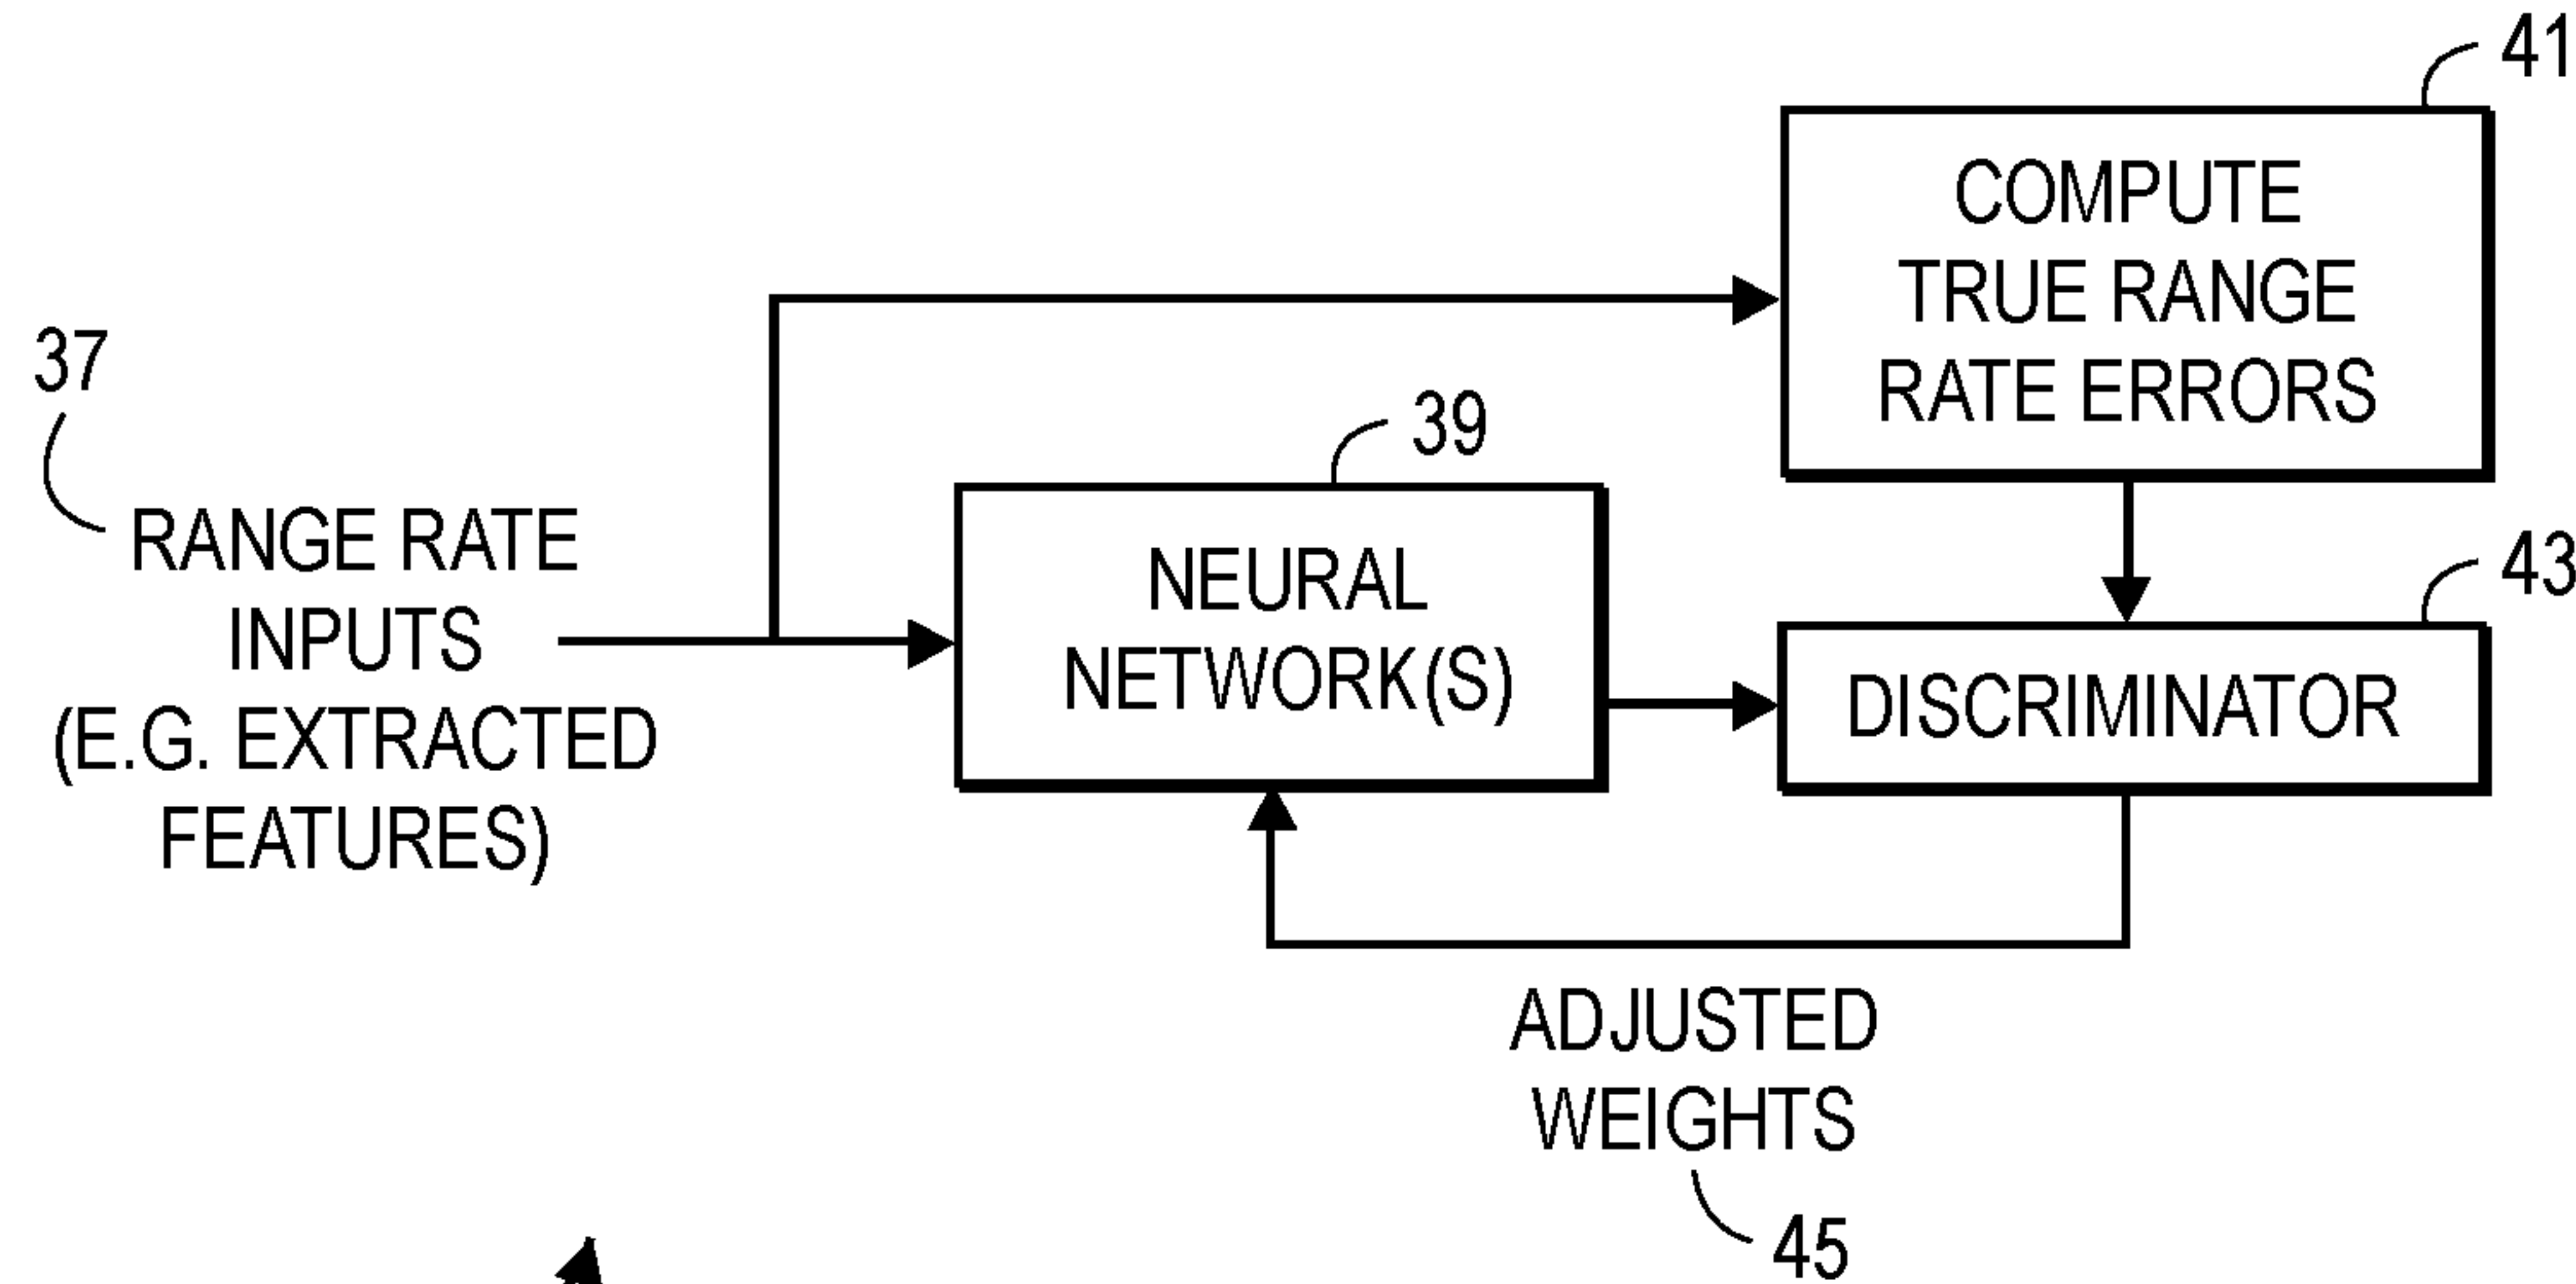 41
COMPUTE
TRUE RANGE
RATE ERRORS
37
39
RANGE RATE
INPUTS
(E.G. EXTRACTED
FEATURES)
NEURAL
NETWORK(S)
43
DISCRIMINATOR
ADJUSTED
WEIGHTS
45